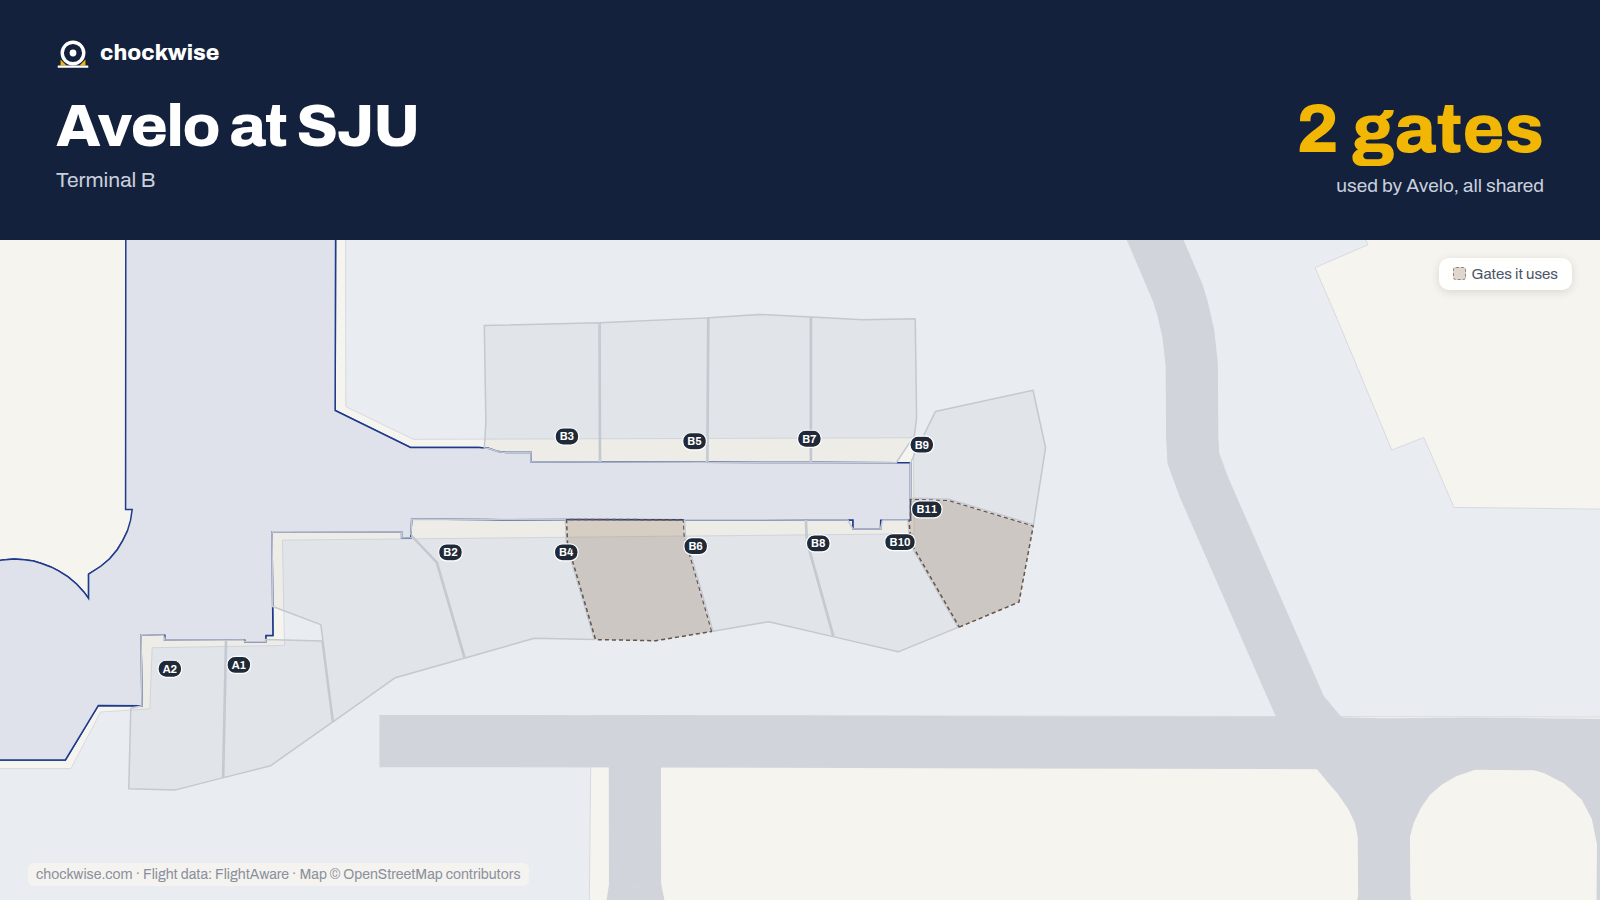 chockwise
Avelo at SJU
Terminal B
2 gates
used by Avelo, all shared
Gates it uses
B3
B5
B7
B9
B11
B2
B4
B6
B8
B10
A2
A1
chockwise.com · Flight data: FlightAware · Map © OpenStreetMap contributors